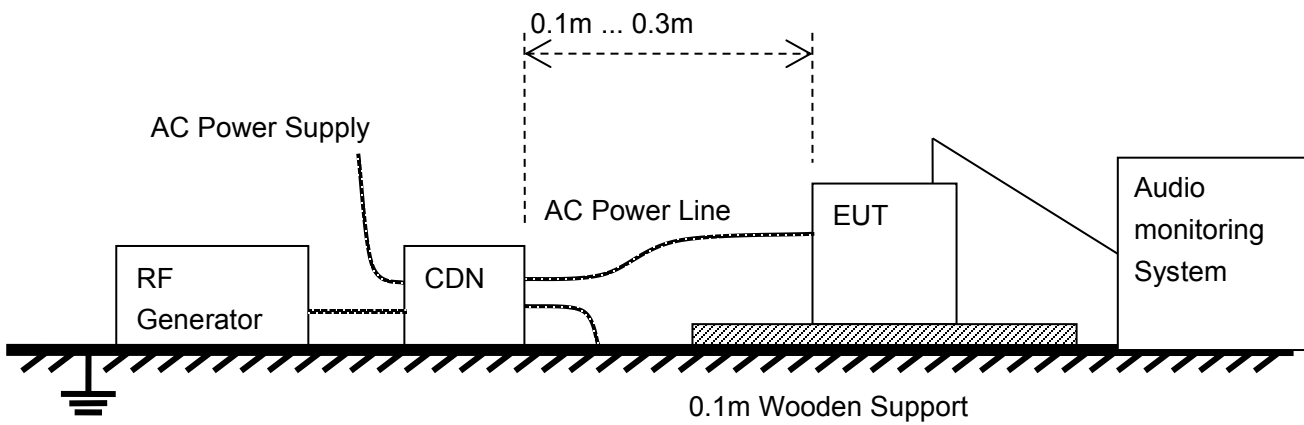 0.1m ... 0.3m
AC Power Supply
AC Power Line
EUT
Audio
monitoring
System
RF
Generator
CDN
0.1m Wooden Support